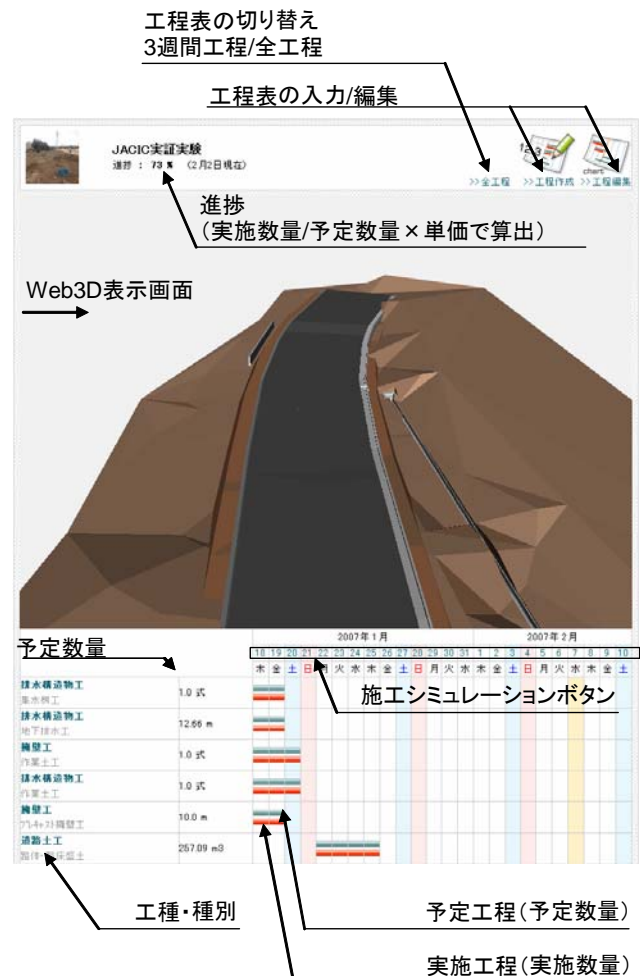 工程表の切り替え
3週間工程/全工程
工程表の入力/編集
JACIC実証実験
進捗 : 73 % (2月2日現在)
>>全工程 >>工程作成 >>工程編集
進捗
(実施数量/予定数量×単価で算出)
Web3D表示画面
予定数量
2007年1月 2007年2月
18 19 20 21 22 23 24 25 26 27 28 29 30 31 1 2 3 4 5 6 7 8 9 10
木 金 土 日 月 火 水 木 金 土 日 月 火 水 木 金 土 日 月 火 水 木 金 土
施工シミュレーションボタン
排水構造物工
集水桝工
1.0 式
排水構造物工
地下排水工
12.66 m
擁壁工
作業土工
1.0 式
排水構造物工
作業土工
1.0 式
擁壁工
プレキャスト擁壁工
10.0 m
道路土工
257.09 m3
工種・種別
予定工程(予定数量)
実施工程(実施数量)